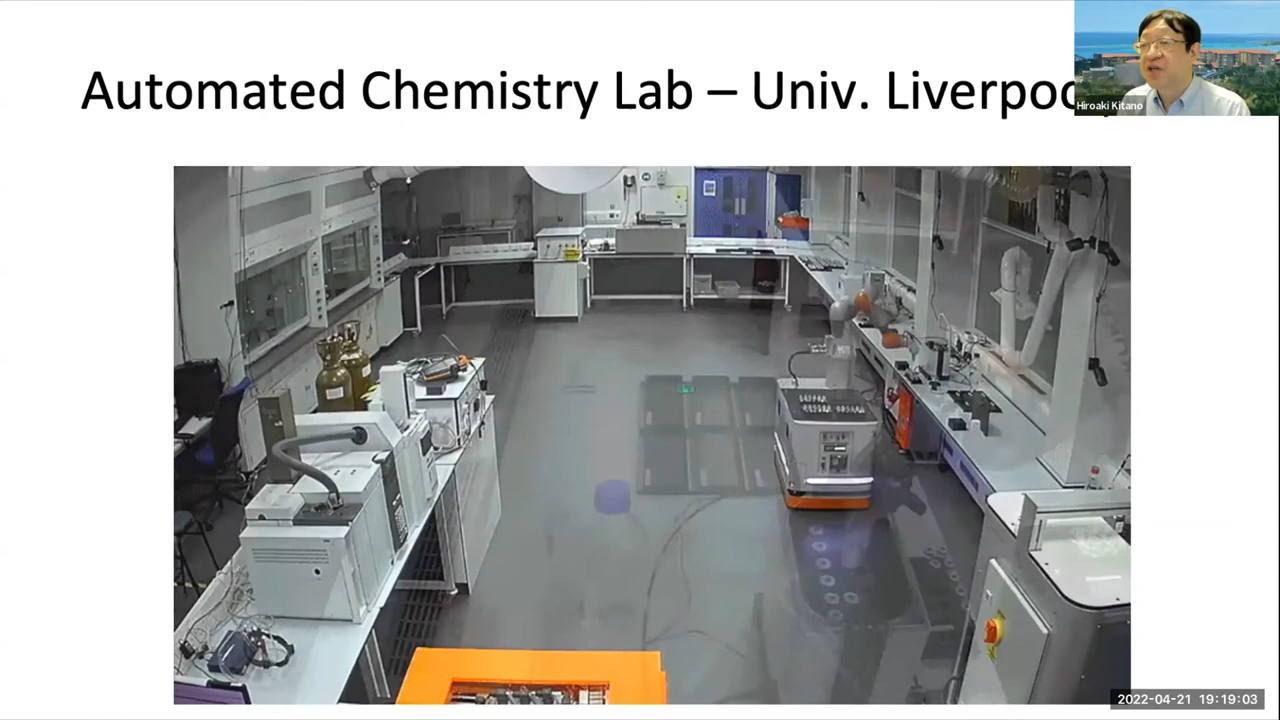 Automated Chemistry Lab – Univ. Liverpoo
Hiroaki Kitano
2022-04-21 19:19:03